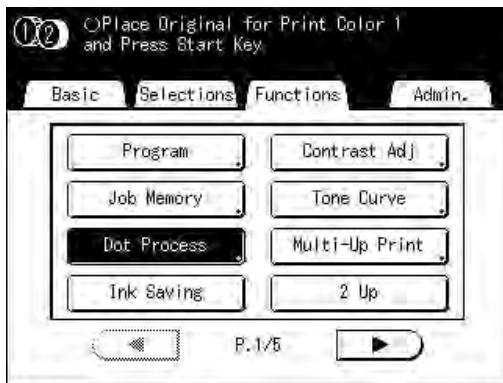 ①② ○Place Original for Print Color 1
and Press Start Key
Basic Selections Functions Admin.
Program Contrast Adj
Job Memory Tone Curve
Dot Process Multi-Up Print
Ink Saving 2 Up
◀ P.1/5 ▶